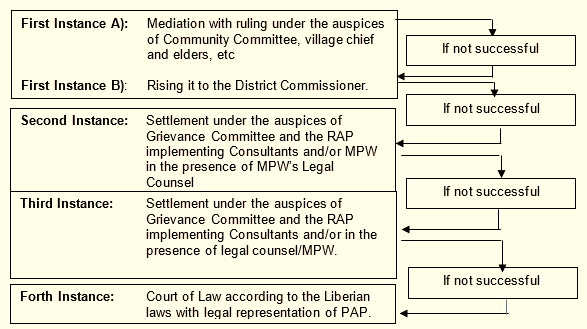 First Instance A): Mediation with ruling under the auspices
of Community Committee, village chief
and elders, etc
If not successful
First Instance B): Rising it to the District Commissioner.
If not successful
Second Instance: Settlement under the auspices of
Grievance Committee and the RAP
implementing Consultants and/or MPW
in the presence of MPW's Legal
Counsel
If not successful
Third Instance: Settlement under the auspices of
Grievance Committee and the RAP
implementing Consultants and/or in the
presence of legal counsel/MPW.
If not successful
Forth Instance: Court of Law according to the Liberian
laws with legal representation of PAP.